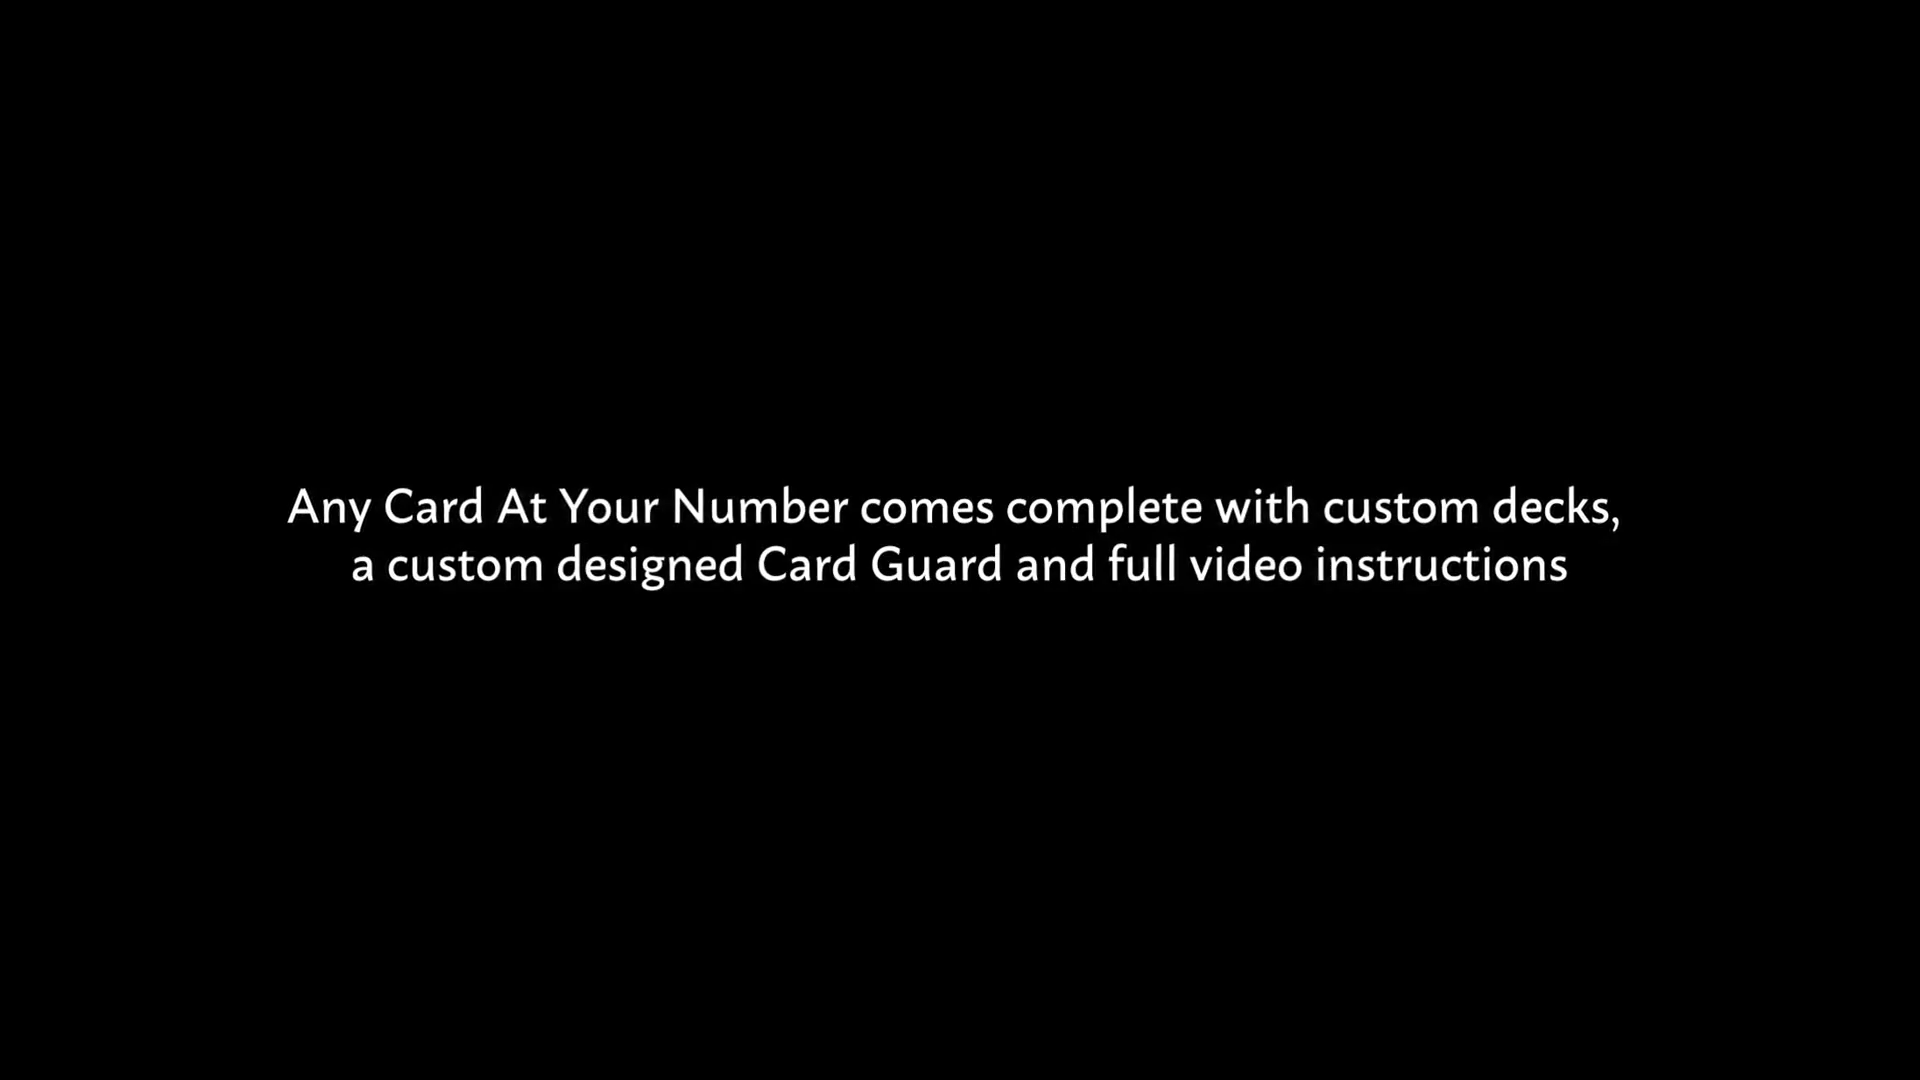 Any Card At Your Number comes complete with custom decks,
a custom designed Card Guard and full video instructions